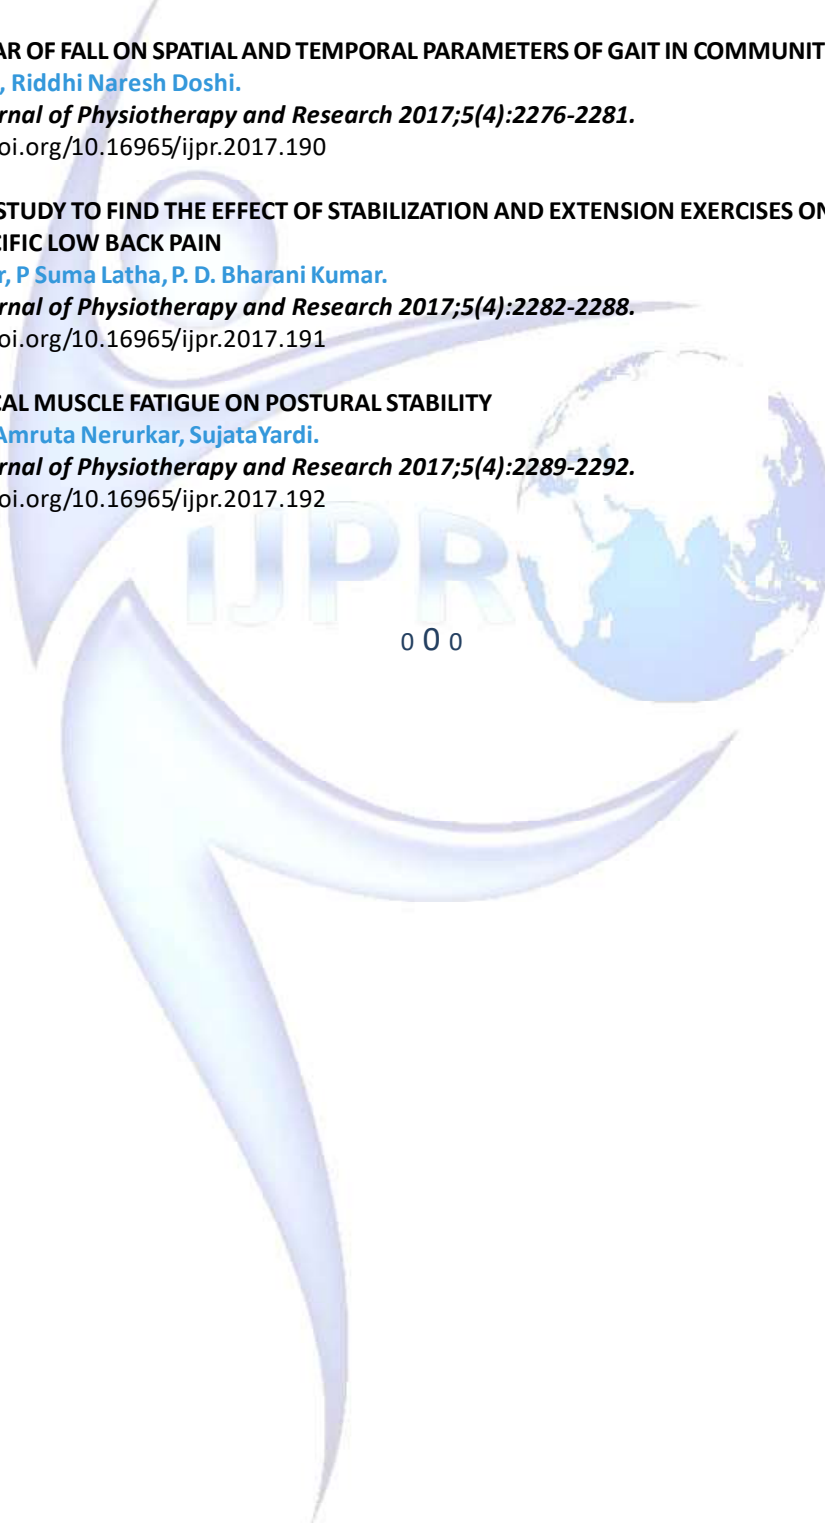 AR OF FALL ON SPATIAL AND TEMPORAL PARAMETERS OF GAIT IN COMMUNIT
, Riddhi Naresh Doshi.
rnal of Physiotherapy and Research 2017;5(4):2276-2281.
oi.org/10.16965/ijpr.2017.190
STUDY TO FIND THE EFFECT OF STABILIZATION AND EXTENSION EXERCISES ON
CIFIC LOW BACK PAIN
r, P Suma Latha, P. D. Bharani Kumar.
rnal of Physiotherapy and Research 2017;5(4):2282-2288.
oi.org/10.16965/ijpr.2017.191
CAL MUSCLE FATIGUE ON POSTURAL STABILITY
Amruta Nerurkar, SujataYardi.
rnal of Physiotherapy and Research 2017;5(4):2289-2292.
oi.org/10.16965/ijpr.2017.192
IJPR
0 0 0